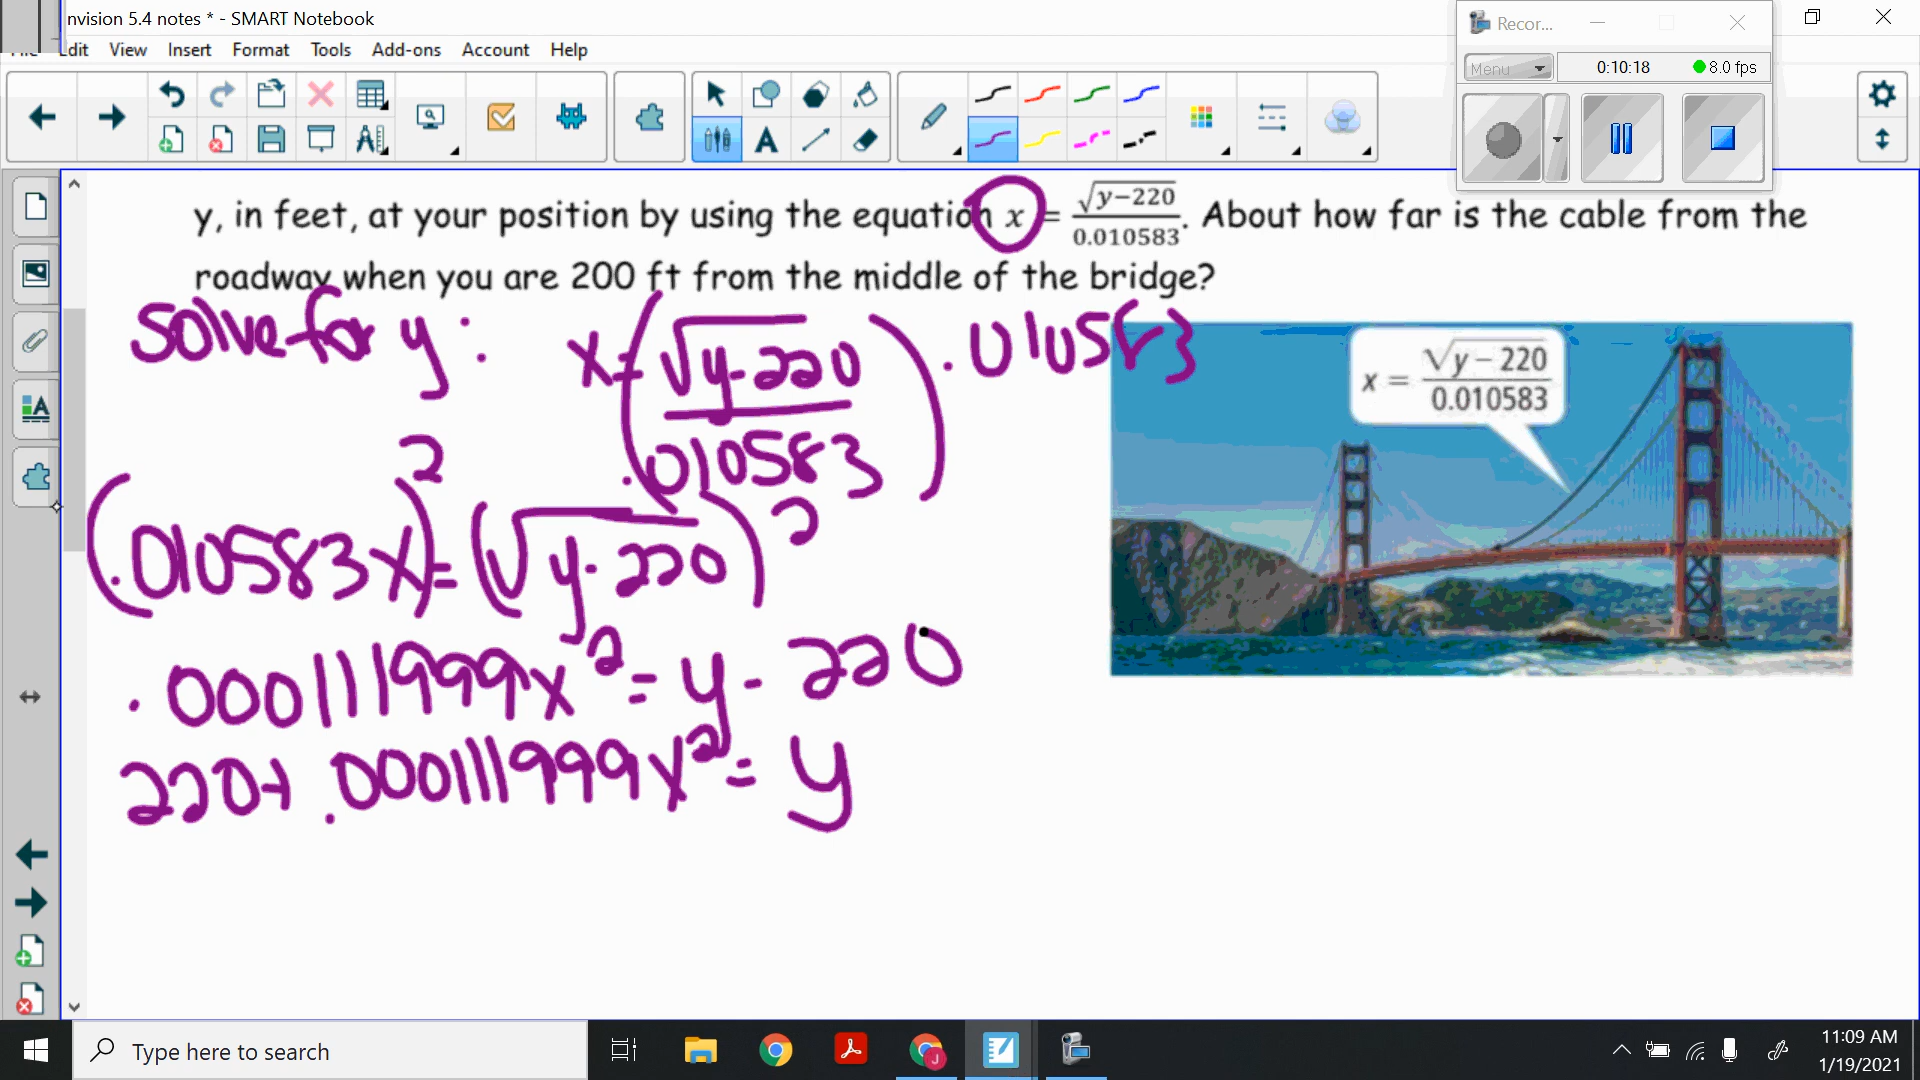 nvision 5.4 notes * - SMART Notebook
Edit View Insert Format Tools Add-ons Account Help
Recor...
Menu 0:10:18 8.0 fps
y, in feet, at your position by using the equation x = √(y−220)/0.010583. About how far is the cable from the
roadway when you are 200 ft from the middle of the bridge?
Solve for y: x = (√(y-220)/.010583) .010583
x = √(y − 220)/0.010583
(.010583x)² = (√(y-220))²
.000111999x² = y - 220
220+ .000111999x² = y
Type here to search
J
11:09 AM
1/19/2021